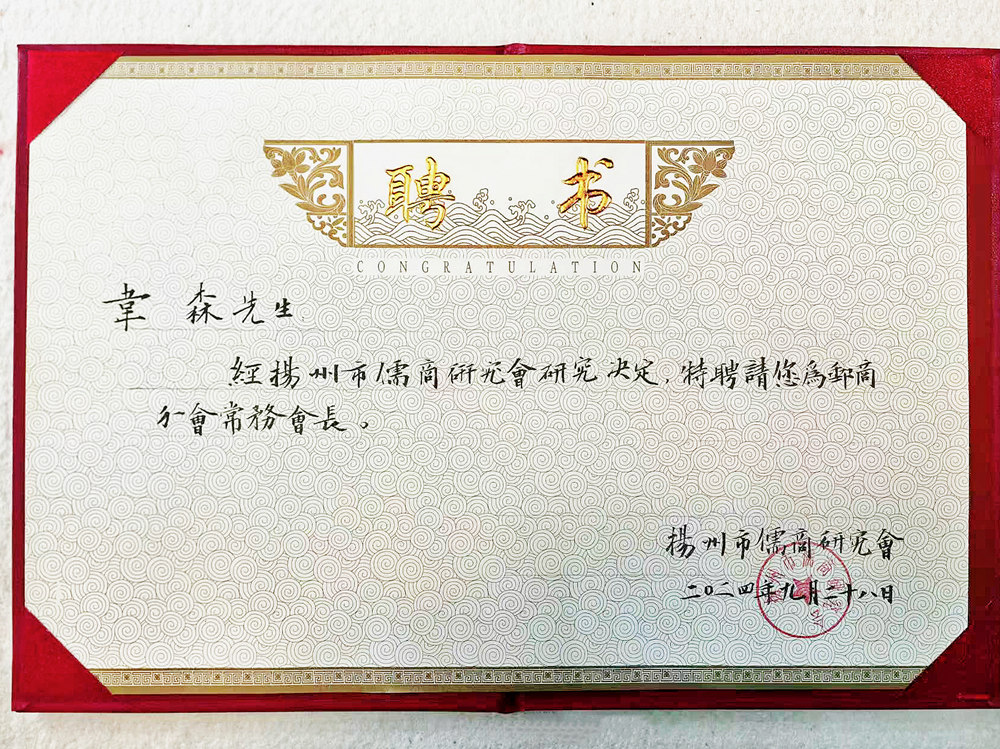 聘书
CONGRATULATION
韋 森先生
經揚州市儒商研究會研究决定,特聘請您為郵商
分會常務會長。
揚州市儒商研究會
二〇二四年九月二十八日